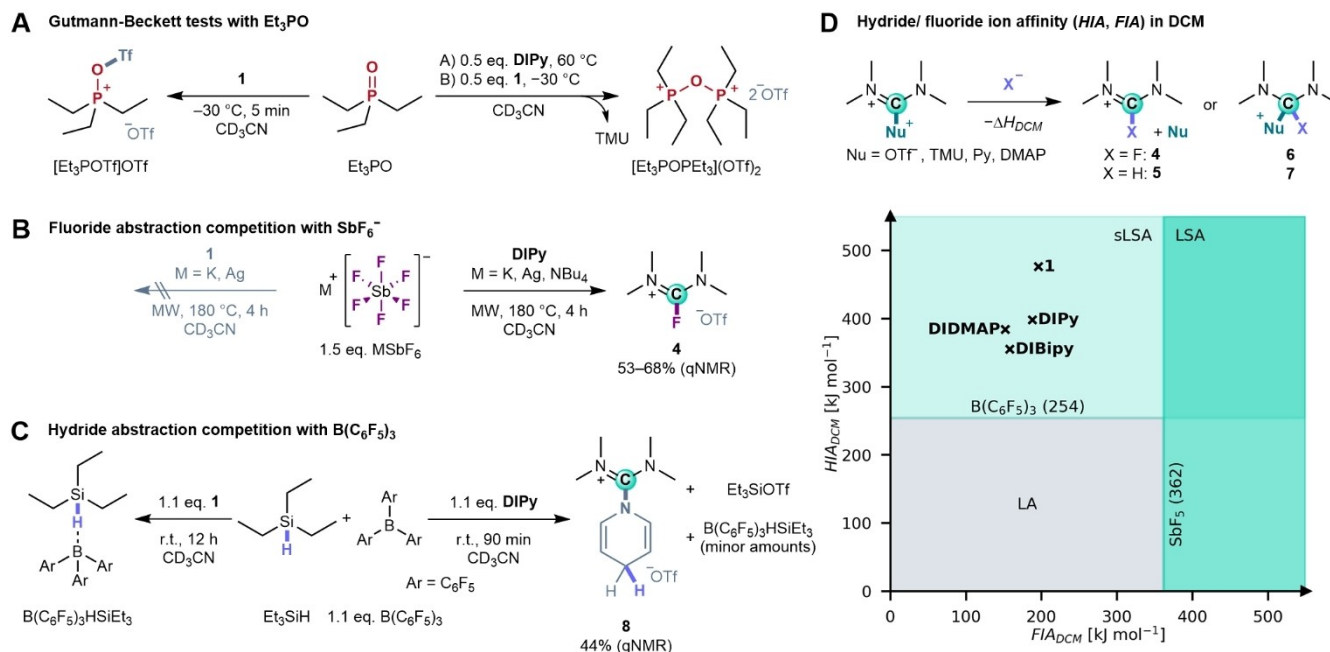 A Gutmann-Beckett tests with Et₃PO
Tf
O
P
+
⁻OTf
[Et₃POTf]OTf
1
−30 °C, 5 min
CD₃CN
O
P
Et₃PO
A) 0.5 eq. DIPy, 60 °C
B) 0.5 eq. 1, −30 °C
CD₃CN
TMU
+
P
O
P
+
2⁻OTf
[Et₃POPEt₃](OTf)₂
B Fluoride abstraction competition with SbF₆⁻
1
M = K, Ag
MW, 180 °C, 4 h
CD₃CN
M⁺
F
F
F
Sb
F
F
F
−
1.5 eq. MSbF₆
DIPy
M = K, Ag, NBu₄
MW, 180 °C, 4 h
CD₃CN
N
N
+
C
F
⁻OTf
4
53–68% (qNMR)
C Hydride abstraction competition with B(C₆F₅)₃
Si
H
B
Ar
Ar
Ar
B(C₆F₅)₃HSiEt₃
1.1 eq. 1
r.t., 12 h
CD₃CN
Si
H
Et₃SiH
+
Ar
B
Ar
Ar
1.1 eq. B(C₆F₅)₃
1.1 eq. DIPy
r.t., 90 min
CD₃CN
Ar = C₆F₅
N
N
+
C
N
H
H
⁻OTf
8
44% (qNMR)
+
Et₃SiOTf
+
B(C₆F₅)₃HSiEt₃
(minor amounts)
D Hydride/ fluoride ion affinity (HIA, FIA) in DCM
N
N
+
C
Nu
+
Nu = OTf⁻, TMU, Py, DMAP
X⁻
−ΔH_DCM
N
N
+
C
X
+ Nu
X = F: 4
X = H: 5
or
N
N
C
+
Nu
X
6
7
sLSA
LSA
1
DIPy
DIDMAP
DIBipy
B(C₆F₅)₃ (254)
LA
SbF₅ (362)
500
400
300
200
100
0
HIA_DCM [kJ mol⁻¹]
0
100
200
300
400
500
FIA_DCM [kJ mol⁻¹]